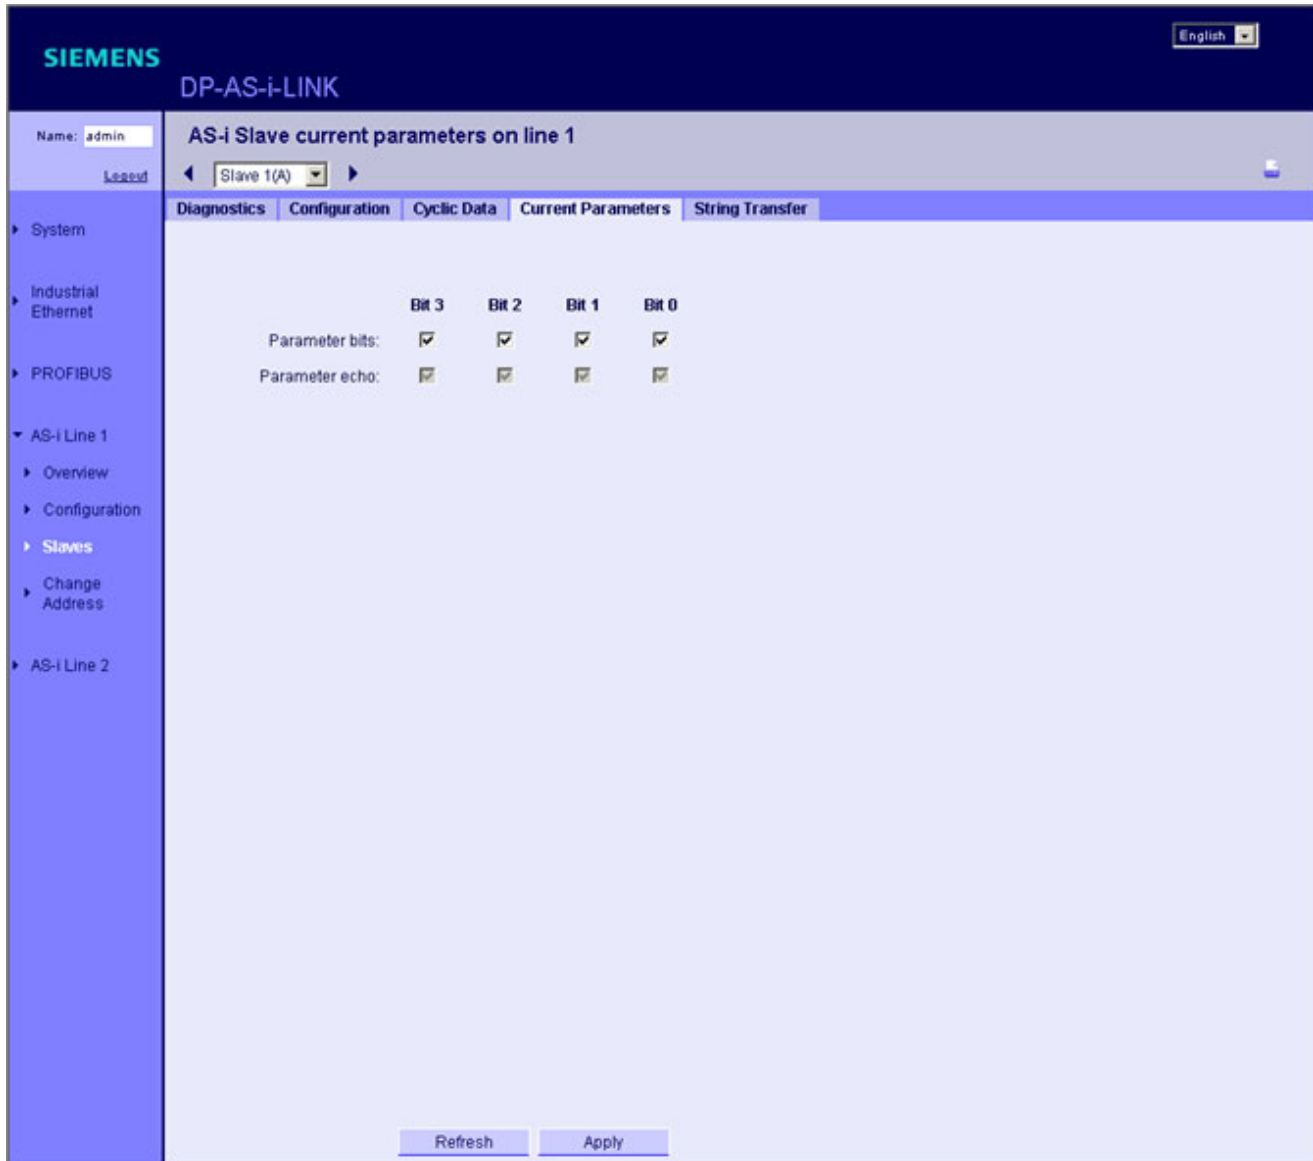 SIEMENS
English
DP-AS-i-LINK
Name: admin
Logout
AS-i Slave current parameters on line 1
Slave 1(A)
Diagnostics Configuration Cyclic Data Current Parameters String Transfer
System
Industrial
Ethernet
PROFIBUS
AS-i Line 1
Overview
Configuration
Slaves
Change
Address
AS-i Line 2
Bit 3 Bit 2 Bit 1 Bit 0
Parameter bits:
Parameter echo:
Refresh Apply